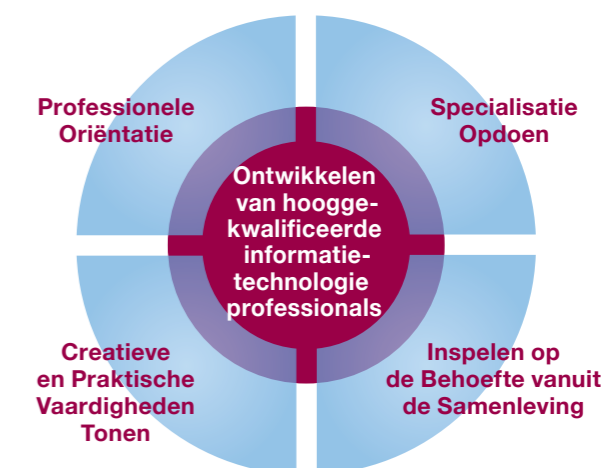 Professionele
Oriëntatie
Specialisatie
Opdoen
Ontwikkelen
van hoogge-
kwalificeerde
informatie-
technologie
professionals
Creatieve
en Praktische
Vaardigheden
Tonen
Inspelen op
de Behoefte vanuit
de Samenleving